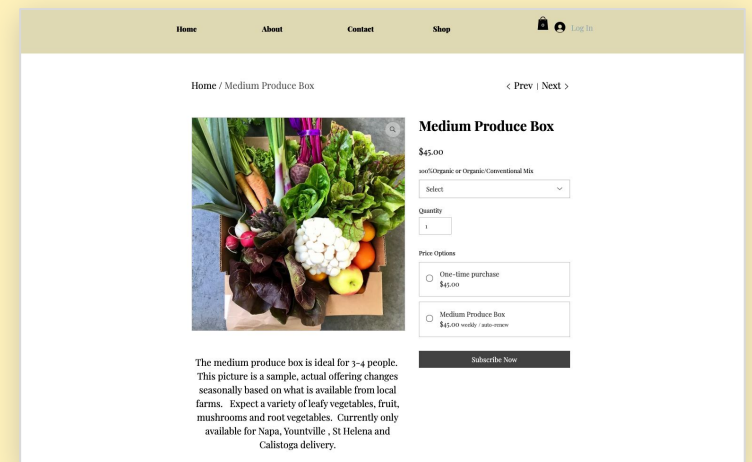 Home About Contact Shop 0 Log In
Home / Medium Produce Box < Prev | Next >
Medium Produce Box
$45.00
100%Organic or Organic/Conventional Mix
Select
Quantity
1
Price Options
One-time purchase
$45.00
Medium Produce Box
$45.00 weekly / auto-renew
Subscribe Now
The medium produce box is ideal for 3-4 people.
This picture is a sample, actual offering changes
seasonally based on what is available from local
farms. Expect a variety of leafy vegetables, fruit,
mushrooms and root vegetables. Currently only
available for Napa, Yountville , St Helena and
Calistoga delivery.